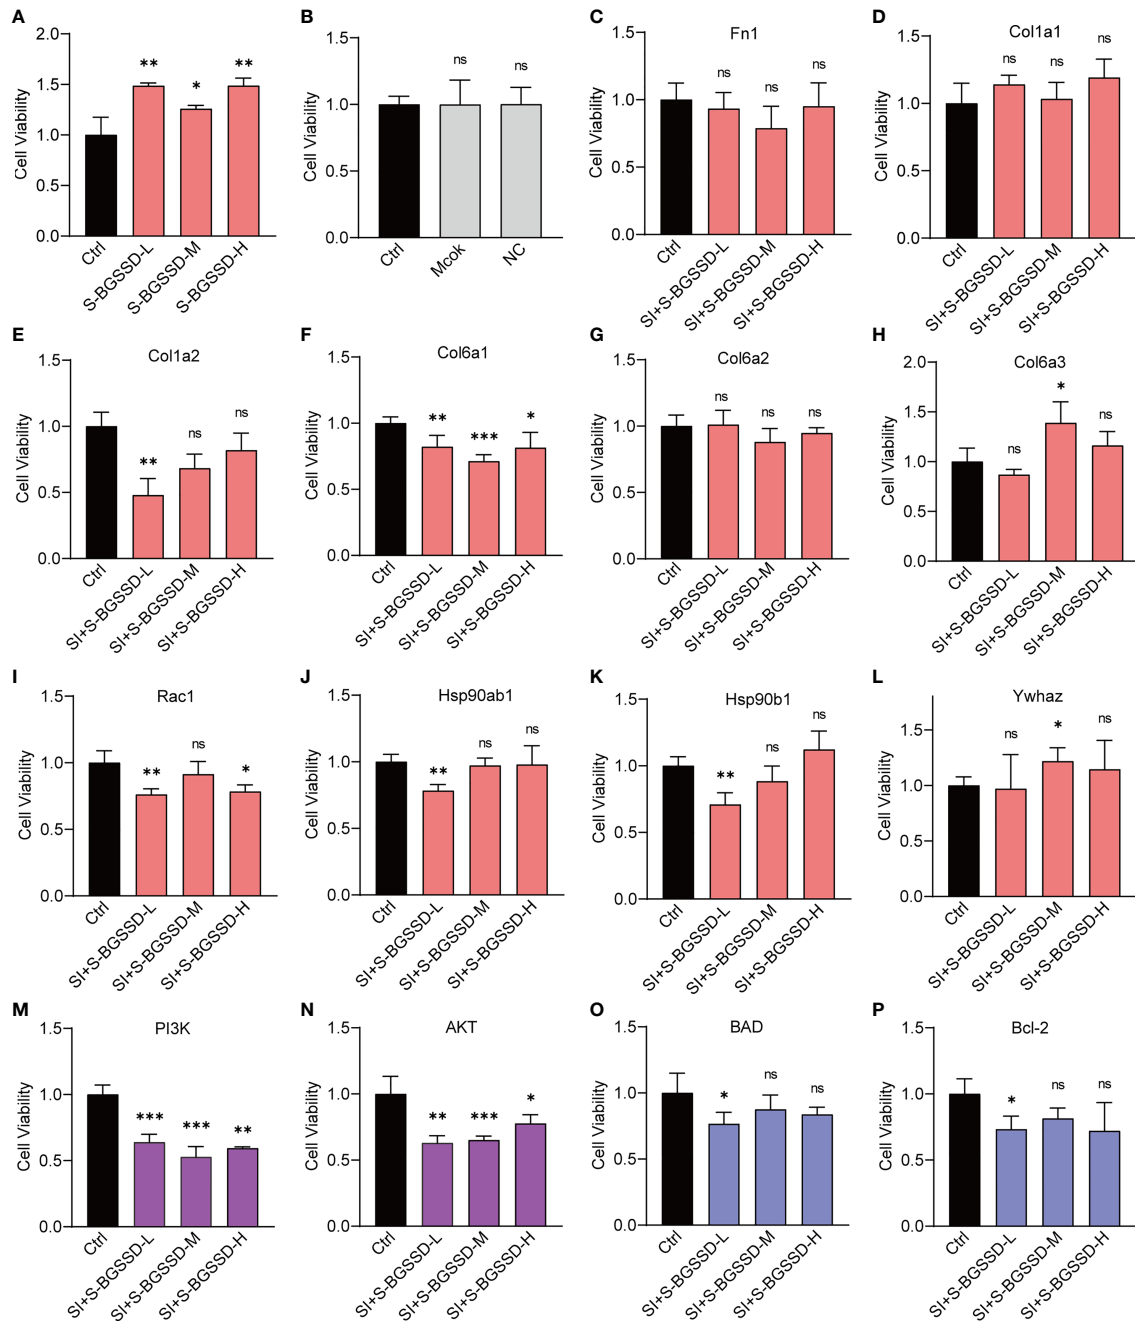 A
2.0
1.5
1.0
0.5
0.0
Cell Viability
**
*
**
Ctrl
S-BGSSD-L
S-BGSSD-M
S-BGSSD-H
B
1.5
1.0
0.5
0.0
Cell Viability
ns
ns
Ctrl
Mcok
NC
C
Fn1
1.5
1.0
0.5
0.0
Cell Viability
ns
ns
ns
Ctrl
SI+S-BGSSD-L
SI+S-BGSSD-M
SI+S-BGSSD-H
D
Col1a1
1.5
1.0
0.5
0.0
Cell Viability
ns
ns
ns
Ctrl
SI+S-BGSSD-L
SI+S-BGSSD-M
SI+S-BGSSD-H
E
Col1a2
1.5
1.0
0.5
0.0
Cell Viability
**
ns
ns
Ctrl
SI+S-BGSSD-L
SI+S-BGSSD-M
SI+S-BGSSD-H
F
Col6a1
1.5
1.0
0.5
0.0
Cell Viability
**
***
*
Ctrl
SI+S-BGSSD-L
SI+S-BGSSD-M
SI+S-BGSSD-H
G
Col6a2
1.5
1.0
0.5
0.0
Cell Viability
ns
ns
ns
Ctrl
SI+S-BGSSD-L
SI+S-BGSSD-M
SI+S-BGSSD-H
H
Col6a3
2.0
1.5
1.0
0.5
0.0
Cell Viability
ns
*
ns
Ctrl
SI+S-BGSSD-L
SI+S-BGSSD-M
SI+S-BGSSD-H
I
Rac1
1.5
1.0
0.5
0.0
Cell Viability
**
ns
*
Ctrl
SI+S-BGSSD-L
SI+S-BGSSD-M
SI+S-BGSSD-H
J
Hsp90ab1
1.5
1.0
0.5
0.0
Cell Viability
**
ns
ns
Ctrl
SI+S-BGSSD-L
SI+S-BGSSD-M
SI+S-BGSSD-H
K
Hsp90b1
1.5
1.0
0.5
0.0
Cell Viability
**
ns
ns
Ctrl
SI+S-BGSSD-L
SI+S-BGSSD-M
SI+S-BGSSD-H
L
Ywhaz
1.5
1.0
0.5
0.0
Cell Viability
ns
*
ns
Ctrl
SI+S-BGSSD-L
SI+S-BGSSD-M
SI+S-BGSSD-H
M
PI3K
1.5
1.0
0.5
0.0
Cell Viability
***
***
**
Ctrl
SI+S-BGSSD-L
SI+S-BGSSD-M
SI+S-BGSSD-H
N
AKT
1.5
1.0
0.5
0.0
Cell Viability
**
***
*
Ctrl
SI+S-BGSSD-L
SI+S-BGSSD-M
SI+S-BGSSD-H
O
BAD
1.5
1.0
0.5
0.0
Cell Viability
*
ns
ns
Ctrl
SI+S-BGSSD-L
SI+S-BGSSD-M
SI+S-BGSSD-H
P
Bcl-2
1.5
1.0
0.5
0.0
Cell Viability
*
ns
ns
Ctrl
SI+S-BGSSD-L
SI+S-BGSSD-M
SI+S-BGSSD-H